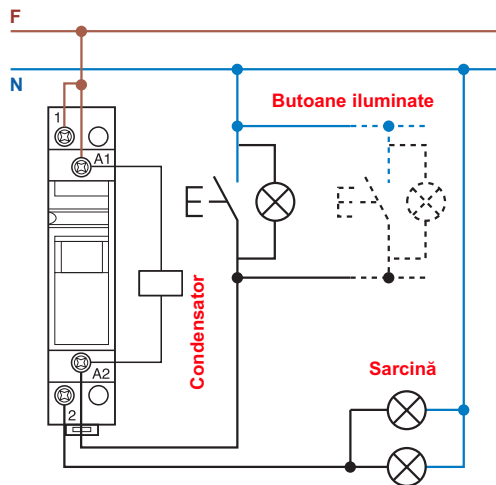 F
N
Butoane iluminate
1
A1
Condensator
A2
Sarcină
2